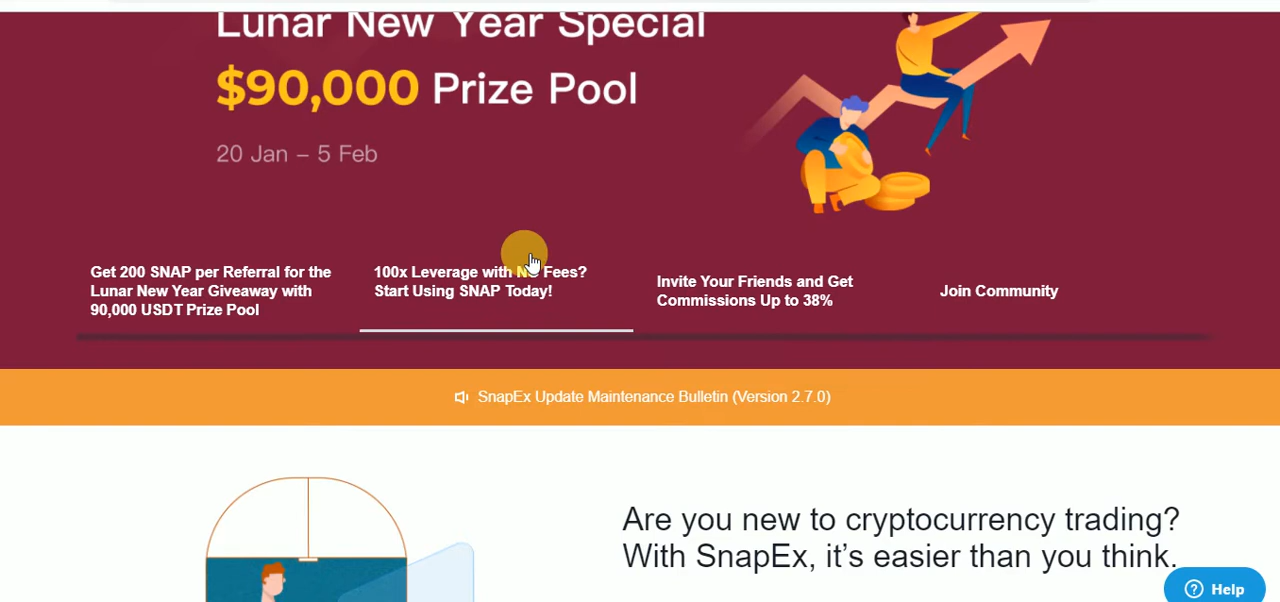 Lunar New Year Special
$90,000 Prize Pool
20 Jan – 5 Feb
Get 200 SNAP per Referral for the
Lunar New Year Giveaway with
90,000 USDT Prize Pool
100x Leverage with No Fees?
Start Using SNAP Today!
Invite Your Friends and Get
Commissions Up to 38%
Join Community
SnapEx Update Maintenance Bulletin (Version 2.7.0)
Are you new to cryptocurrency trading?
With SnapEx, it’s easier than you think.
Help